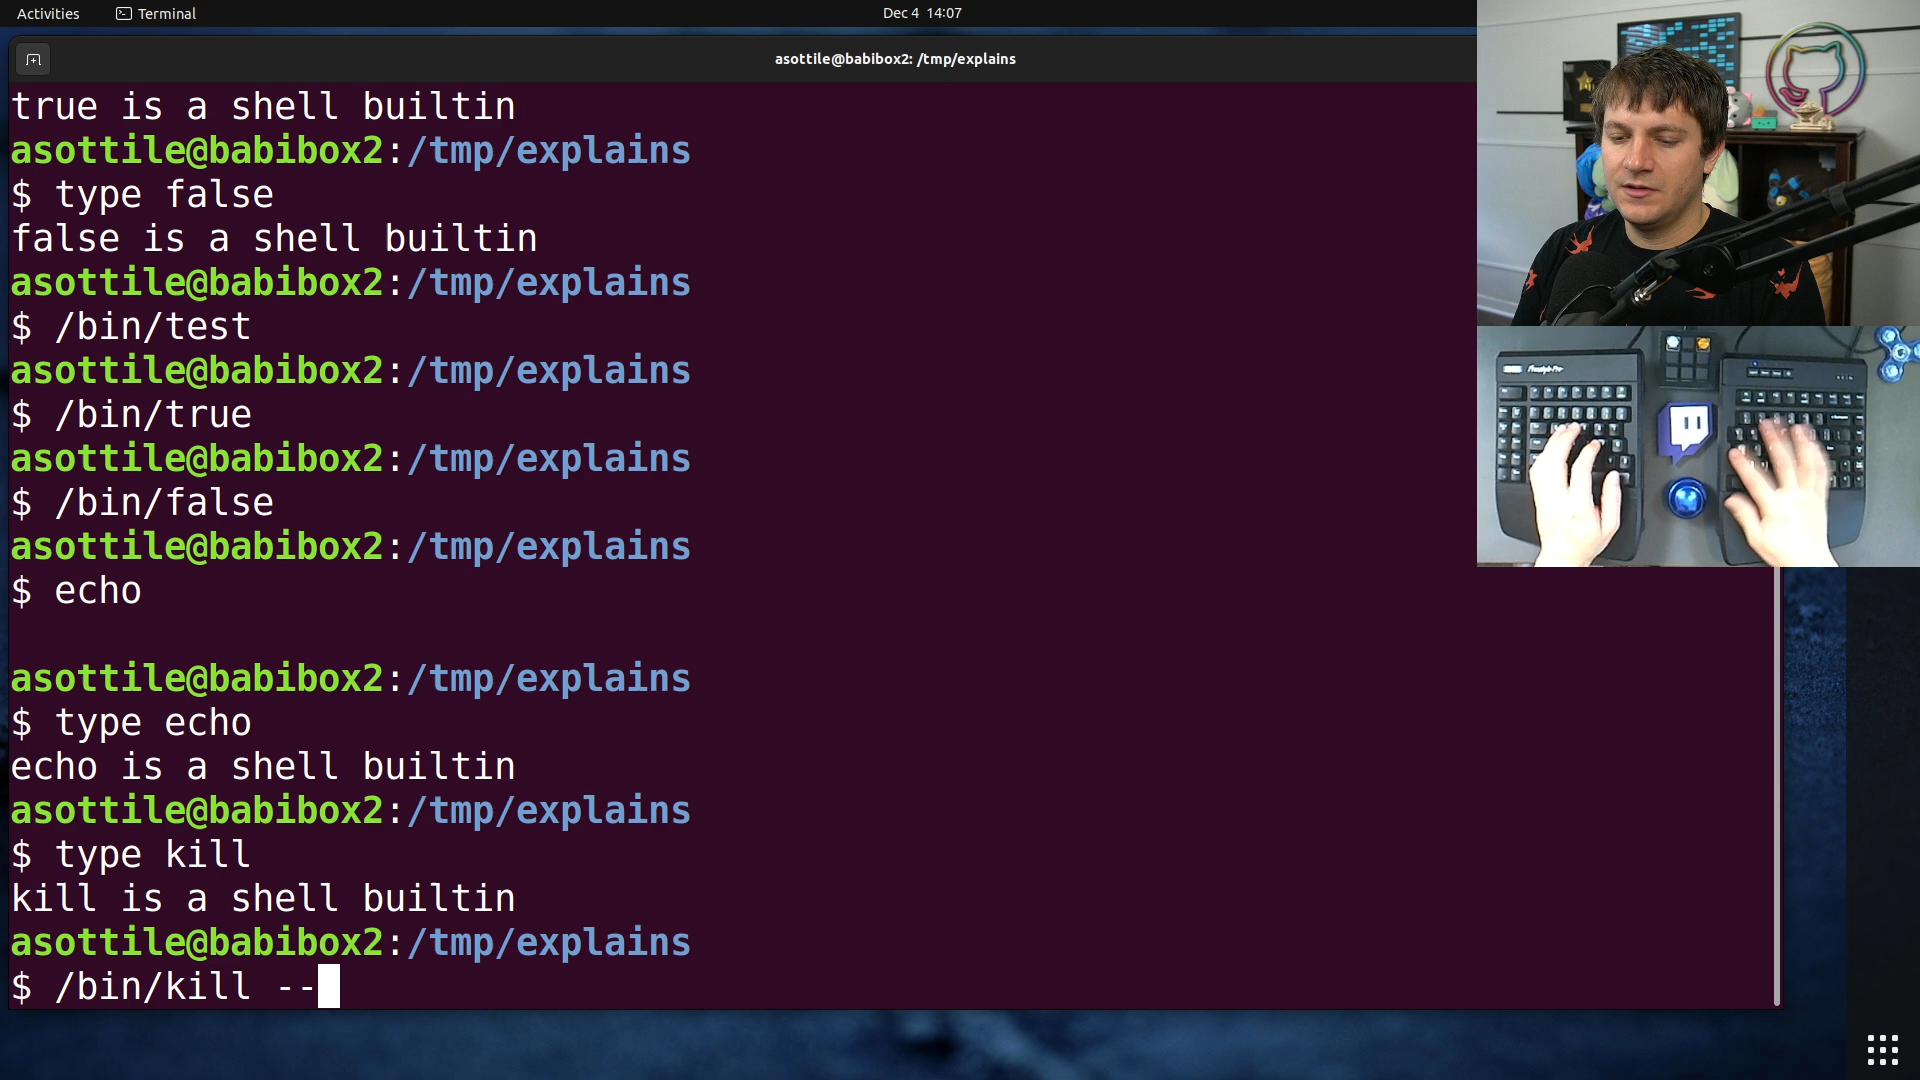 Activities
Terminal
Dec 4 14:07
asottile@babibox2: /tmp/explains
true is a shell builtin
asottile@babibox2:/tmp/explains
$ type false
false is a shell builtin
asottile@babibox2:/tmp/explains
$ /bin/test
asottile@babibox2:/tmp/explains
$ /bin/true
asottile@babibox2:/tmp/explains
$ /bin/false
asottile@babibox2:/tmp/explains
$ echo
asottile@babibox2:/tmp/explains
$ type echo
echo is a shell builtin
asottile@babibox2:/tmp/explains
$ type kill
kill is a shell builtin
asottile@babibox2:/tmp/explains
$ /bin/kill --